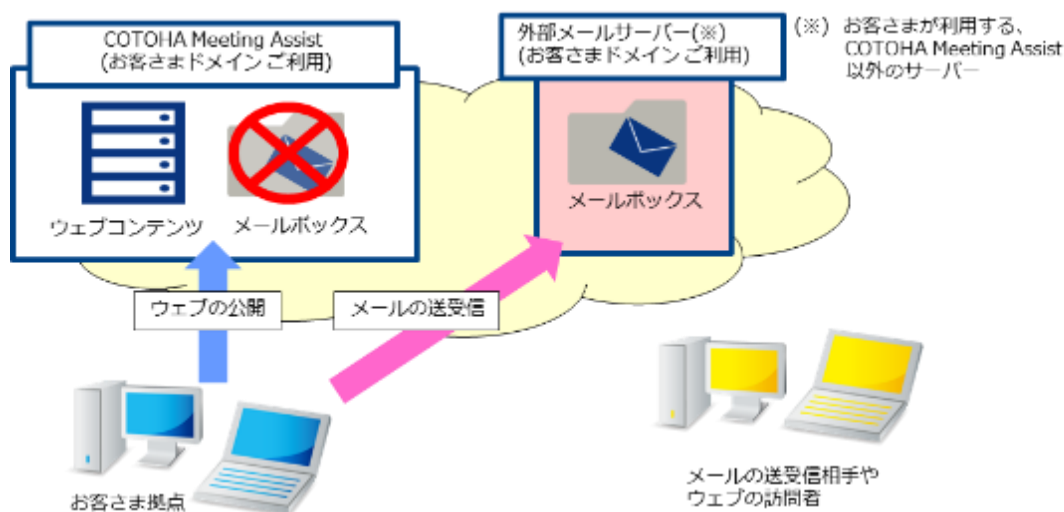 COTOHA Meeting Assist
(お客さまドメインご利用)
外部メールサーバー(※)
(お客さまドメインご利用)
(※) お客さまが利用する、
COTOHA Meeting Assist
以外のサーバー
ウェブコンテンツ
メールボックス
メールボックス
ウェブの公開
メールの送受信
お客さま拠点
メールの送受信相手や
ウェブの訪問者